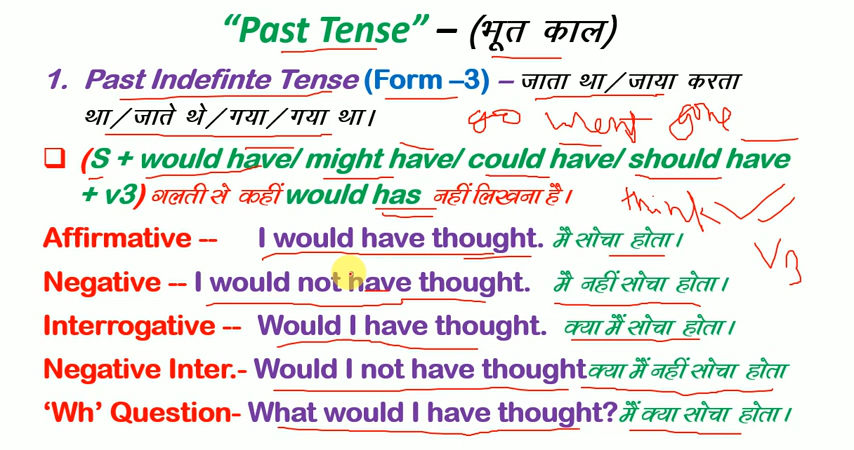 “Past Tense” – (भूत काल)
1. Past Indefinte Tense (Form –3) – जाता था/जाया करता
था/जाते थे/गया/गया था।
go went gone
(S + would have/ might have/ could have/ should have
+ v3) गलती से कहीं would has नहीं लिखना है।
think
Affirmative -- I would have thought. मै सोचा होता।
V3
Negative -- I would not have thought. मै नहीं सोचा होता।
Interrogative -- Would I have thought. क्या मैं सोचा होता।
Negative Inter.- Would I not have thought क्या मैं नहीं सोचा होता
‘Wh’ Question- What would I have thought? मैं क्या सोचा होता।